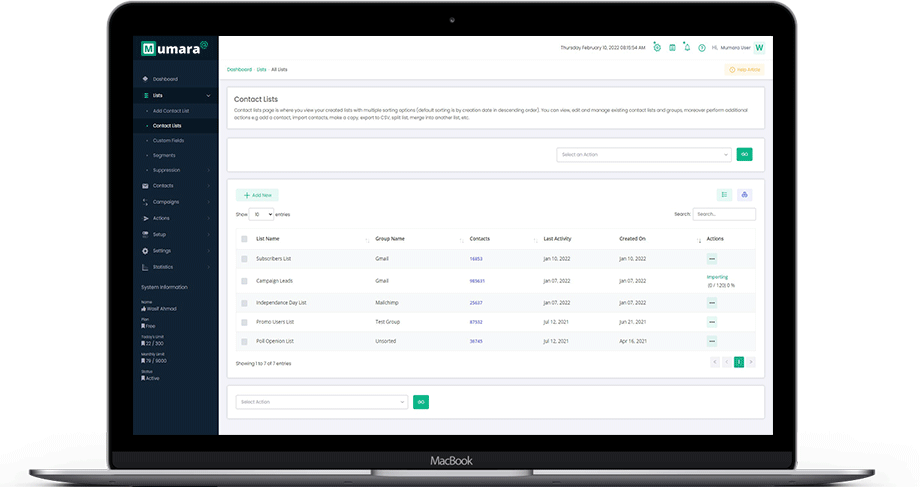 Mumara@
Thursday February 10, 2022 08:15:54 AM
Hi, Mumara User W
Dashboard
Lists
Add Contact List
Contact Lists
Custom Fields
Segments
Suppression
Contacts
Campaigns
Actions
Setup
Settings
Statistics
System Information
Name
Wasif Ahmad
Plan
Free
Today's Limit
22 / 300
Monthly Limit
79 / 9000
Status
Active
Dashboard - Lists - All Lists
Help Article
Contact Lists
Contact lists page is where you view your created lists with multiple sorting options (default sorting is by creation date in descending order). You can view, edit and manage existing contact lists and groups, moreover perform additional
actions e.g add a contact, import contacts, make a copy, export to CSV, split list, merge into another list, etc.
Select an Action GO
+ Add New
Show 10 entries Search: Search...
List Name Group Name Contacts Last Activity Created On Actions
Subscribers List Gmail 16853 Jan 10, 2022 Jan 10, 2022
Campaign Leads Gmail 985631 Jan 07, 2022 Jan 07, 2022 Importing
(0 / 120) 0 %
Independance Day List Mailchimp 25637 Jan 07, 2022 Jan 07, 2022
Promo Users List Test Group 87532 Jul 12, 2021 Jun 21, 2021
Poll Operson List Unsorted 36745 Jul 12, 2021 Apr 16, 2021
Showing 1 to 7 of 7 entries
Select Action GO
MacBook